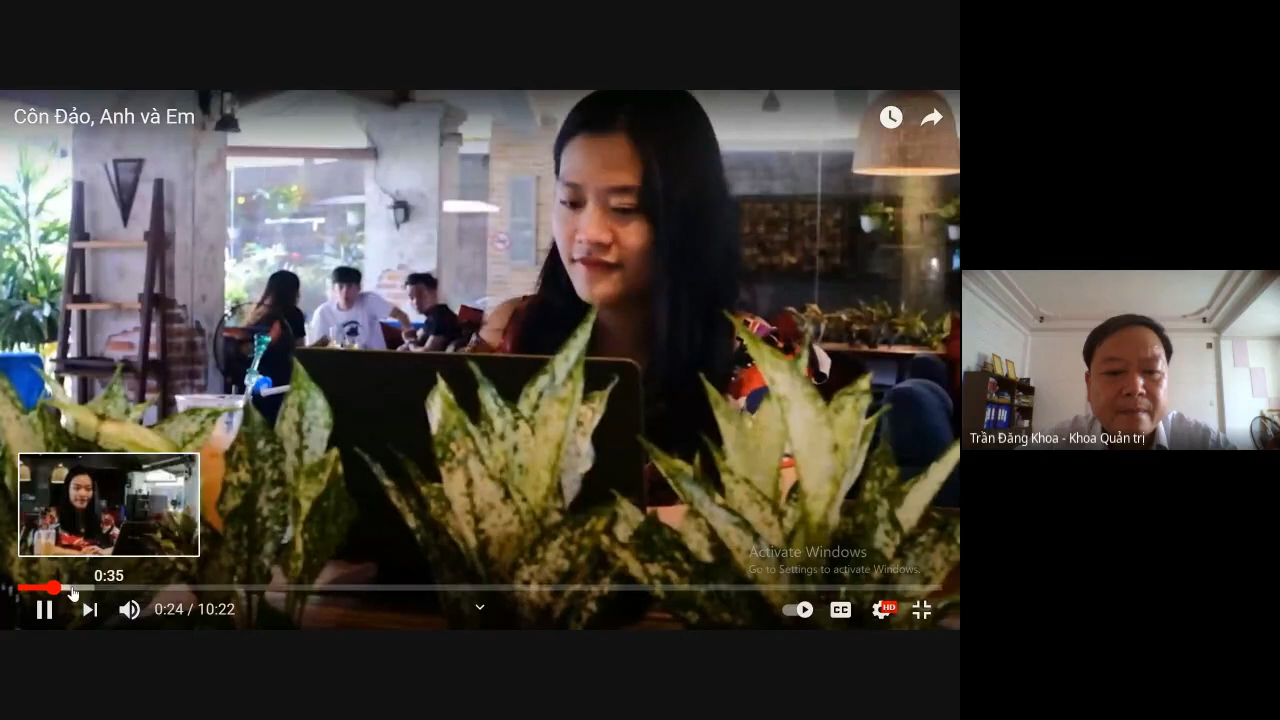 Côn Đảo, Anh và Em
Trần Đăng Khoa - Khoa Quản trị
Activate Windows
Go to Settings to activate Windows.
0:35
0:24 / 10:22
CC
HD